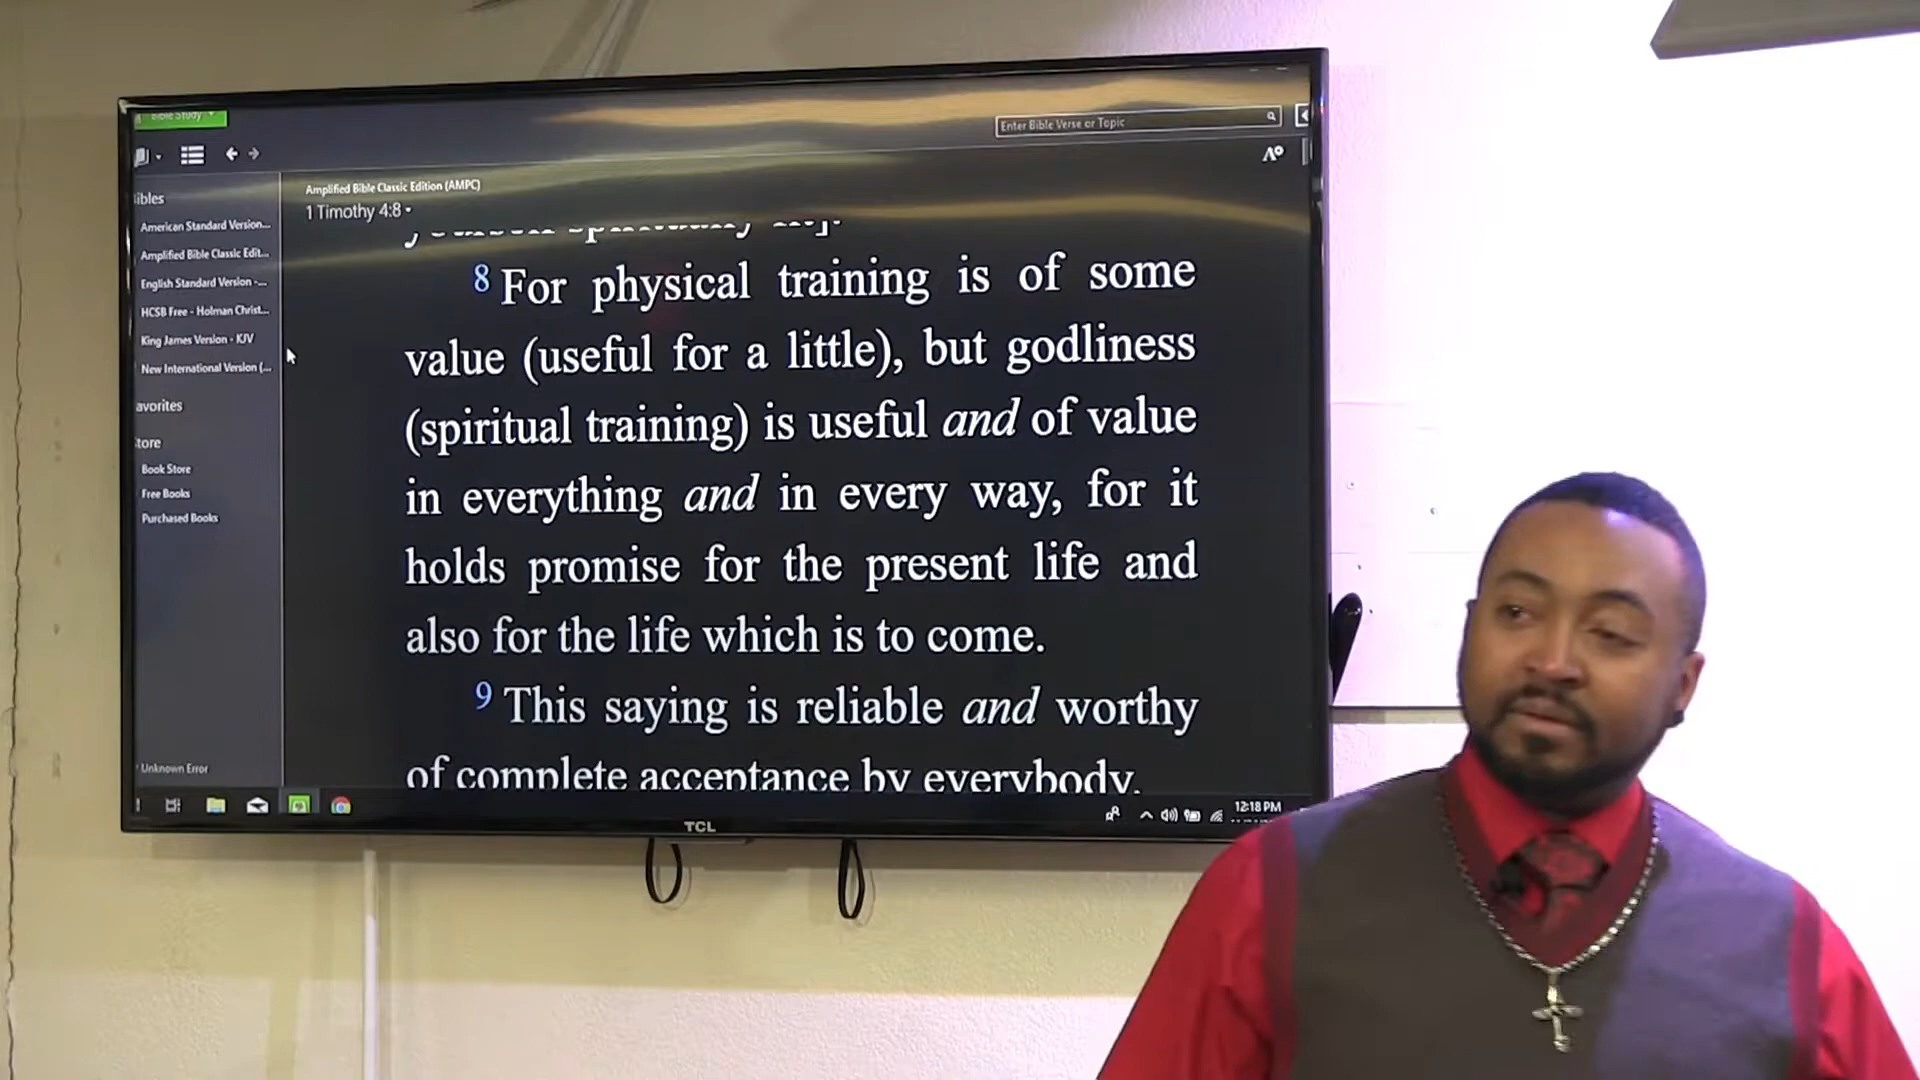 Bible Study
Enter Bible Verse or Topic
ibles
American Standard Version...
Amplified Bible Classic Edit...
English Standard Version -...
HCSB Free - Holman Christ...
King James Version - KJV
New International Version (...
avorites
tore
Book Store
Free Books
Purchased Books
Unknown Error
Amplified Bible Classic Edition (AMPC)
1 Timothy 4:8
8 For physical training is of some
value (useful for a little), but godliness
(spiritual training) is useful and of value
in everything and in every way, for it
holds promise for the present life and
also for the life which is to come.
9 This saying is reliable and worthy
of complete acceptance by everybody.
12:18 PM
TCL